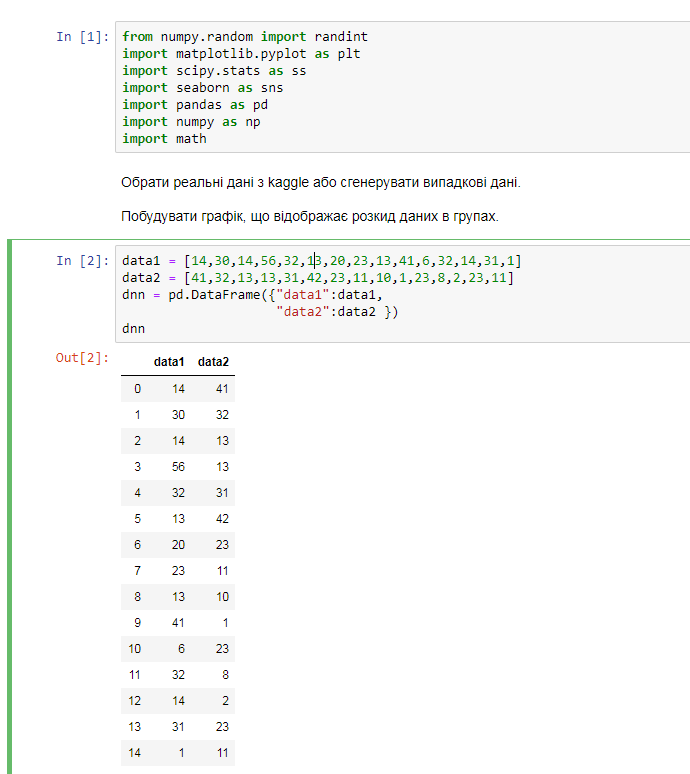 In [1]: from numpy.random import randint
import matplotlib.pyplot as plt
import scipy.stats as ss
import seaborn as sns
import pandas as pd
import numpy as np
import math
Обрати реальні дані з kaggle або сгенерувати випадкові дані.
Побудувати графік, що відображає розкид даних в групах.
In [2]: data1 = [14,30,14,56,32,13,20,23,13,41,6,32,14,31,1]
data2 = [41,32,13,13,31,42,23,11,10,1,23,8,2,23,11]
dnn = pd.DataFrame({"data1":data1,
"data2":data2 })
dnn
Out[2]:
data1 data2
0 14 41
1 30 32
2 14 13
3 56 13
4 32 31
5 13 42
6 20 23
7 23 11
8 13 10
9 41 1
10 6 23
11 32 8
12 14 2
13 31 23
14 1 11